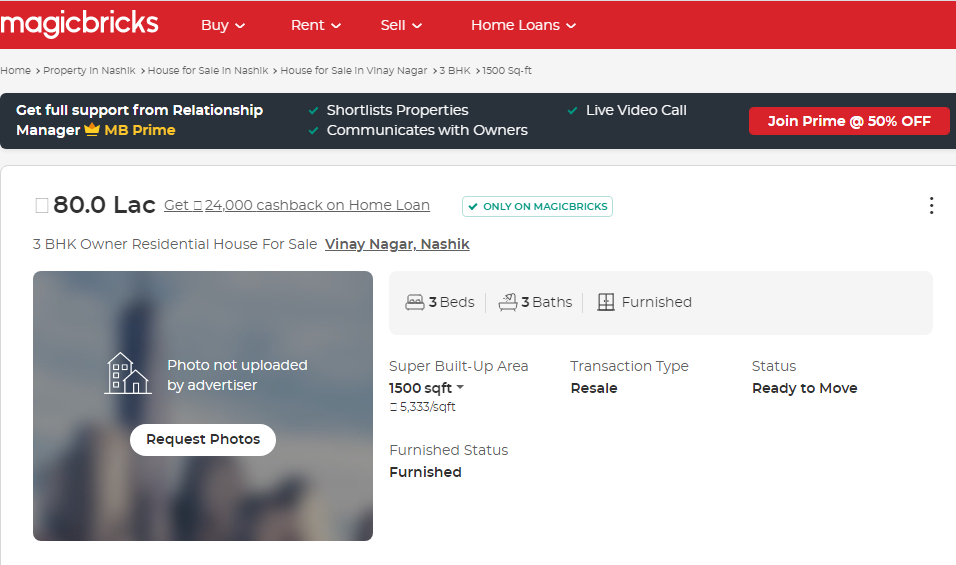 magicbricks Buy Rent Sell Home Loans
Home > Property in Nashik > House for Sale in Nashik > House for Sale in Vinay Nagar > 3 BHK > 1500 Sq-ft
Get full support from Relationship
Manager MB Prime
Shortlists Properties
Communicates with Owners
Live Video Call
Join Prime @ 50% OFF
80.0 Lac Get 24,000 cashback on Home Loan ONLY ON MAGICBRICKS
3 BHK Owner Residential House For Sale Vinay Nagar, Nashik
Photo not uploaded
by advertiser
Request Photos
3 Beds 3 Baths Furnished
Super Built-Up Area
1500 sqft
5,333/sqft
Transaction Type
Resale
Status
Ready to Move
Furnished Status
Furnished